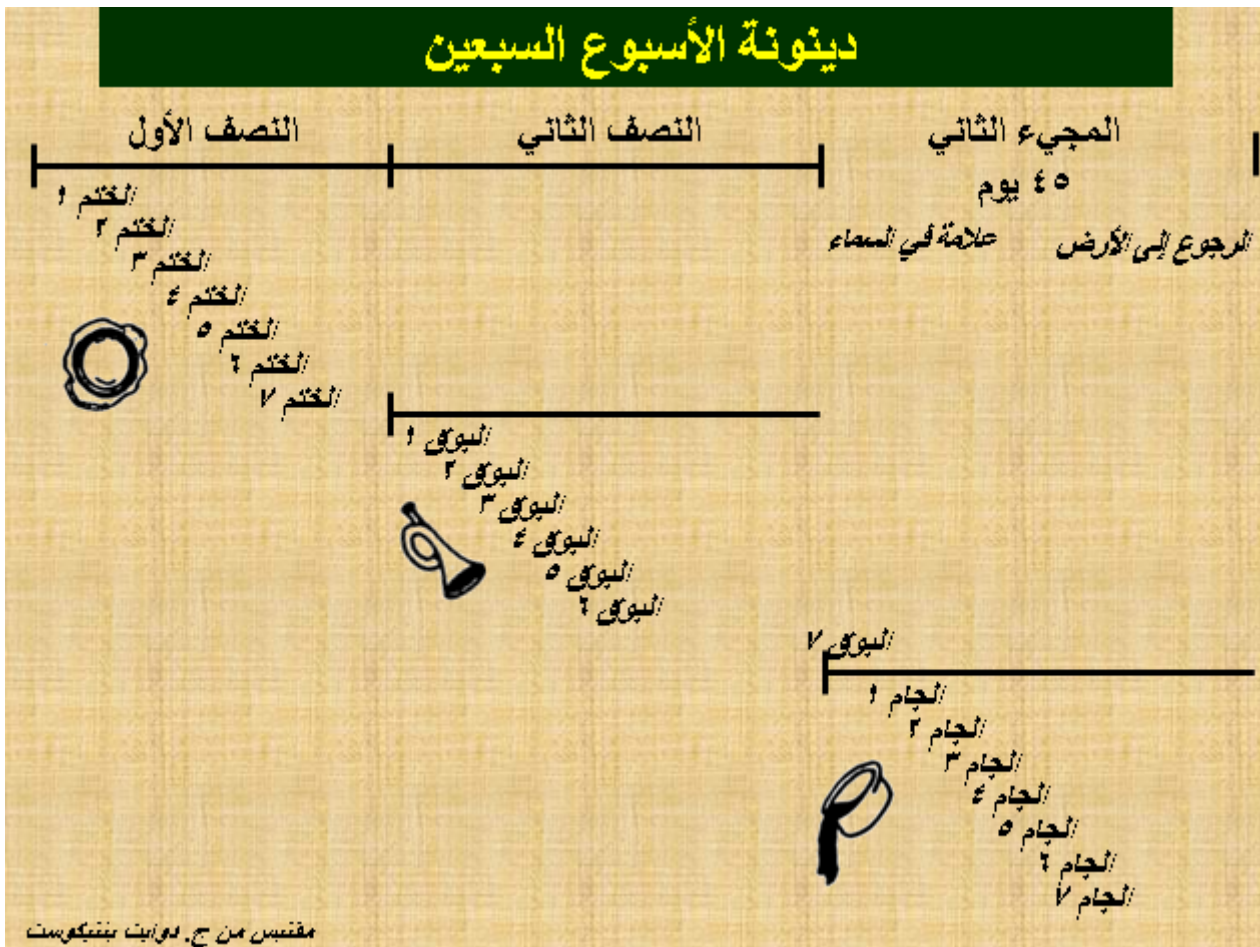 دينونة الأسبوع السبعين
النصف الأول
النصف الثاني
المجيء الثاني
٤٥ يوم
علامة في السماء
الرجوع إلى الأرض
الختم ١
الختم ٢
الختم ٣
الختم ٤
الختم ٥
الختم ٦
الختم ٧
البوق ١
البوق ٢
البوق ٣
البوق ٤
البوق ٥
البوق ٦
البوق ٧
الجام ١
الجام ٢
الجام ٣
الجام ٤
الجام ٥
الجام ٦
الجام ٧
مقتبس من ج. دوايت بنتيكوست